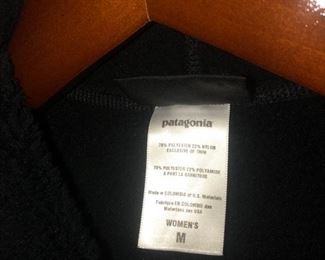 patagonia
78% POLYESTER 22% NYLON
EXCLUSIVE OF TRIM
78% POLYESTER 22% POLYAMIDE
A PART LA GARNITURE
Made in COLOMBIA of U.S. Materials
Fabriqué EN COLOMBIE des
Materiaux des USA
WOMEN'S
M